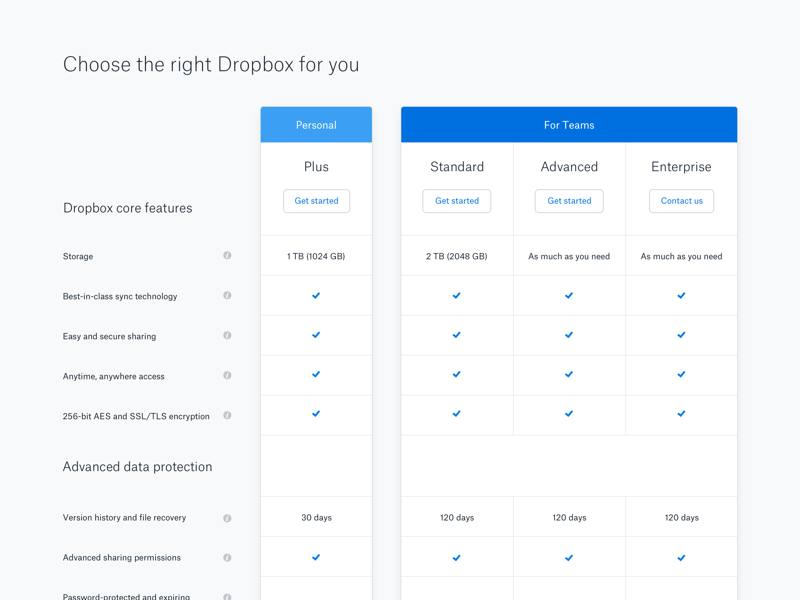 Choose the right Dropbox for you
Personal
For Teams
Plus
Standard
Advanced
Enterprise
Get started
Get started
Get started
Contact us
Dropbox core features
Storage
1 TB (1024 GB)
2 TB (2048 GB)
As much as you need
As much as you need
Best-in-class sync technology
Easy and secure sharing
Anytime, anywhere access
256-bit AES and SSL/TLS encryption
Advanced data protection
Version history and file recovery
30 days
120 days
120 days
120 days
Advanced sharing permissions
Password-protected and expiring